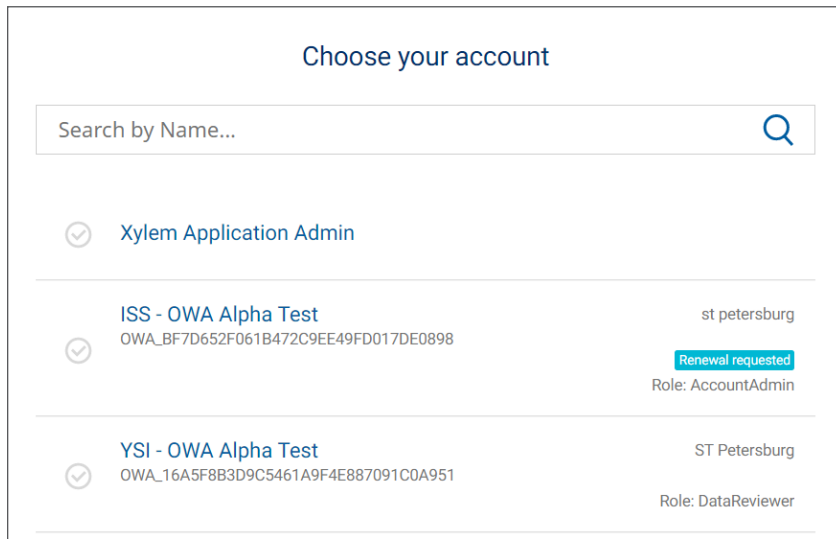 Choose your account
Search by Name...
Xylem Application Admin
ISS - OWA Alpha Test
OWA_BF7D652F061B472C9EE49FD017DE0898
st petersburg
Renewal requested
Role: AccountAdmin
YSI - OWA Alpha Test
OWA_16A5F8B3D9C5461A9F4E887091C0A951
ST Petersburg
Role: DataReviewer